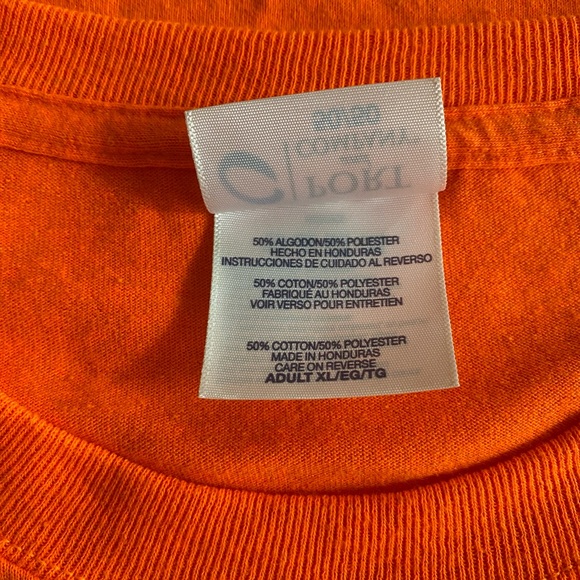 50/50
COMPANY
PORT
50% ALGODON/50% POLIESTER
HECHO EN HONDURAS
INSTRUCCIONES DE CUIDADO AL REVERSO
50% COTON/50% POLYESTER
FABRIQUÉ AU HONDURAS
VOIR VERSO POUR ENTRETIEN
50% COTTON/50% POLYESTER
MADE IN HONDURAS
CARE ON REVERSE
ADULT XL/EG/TG